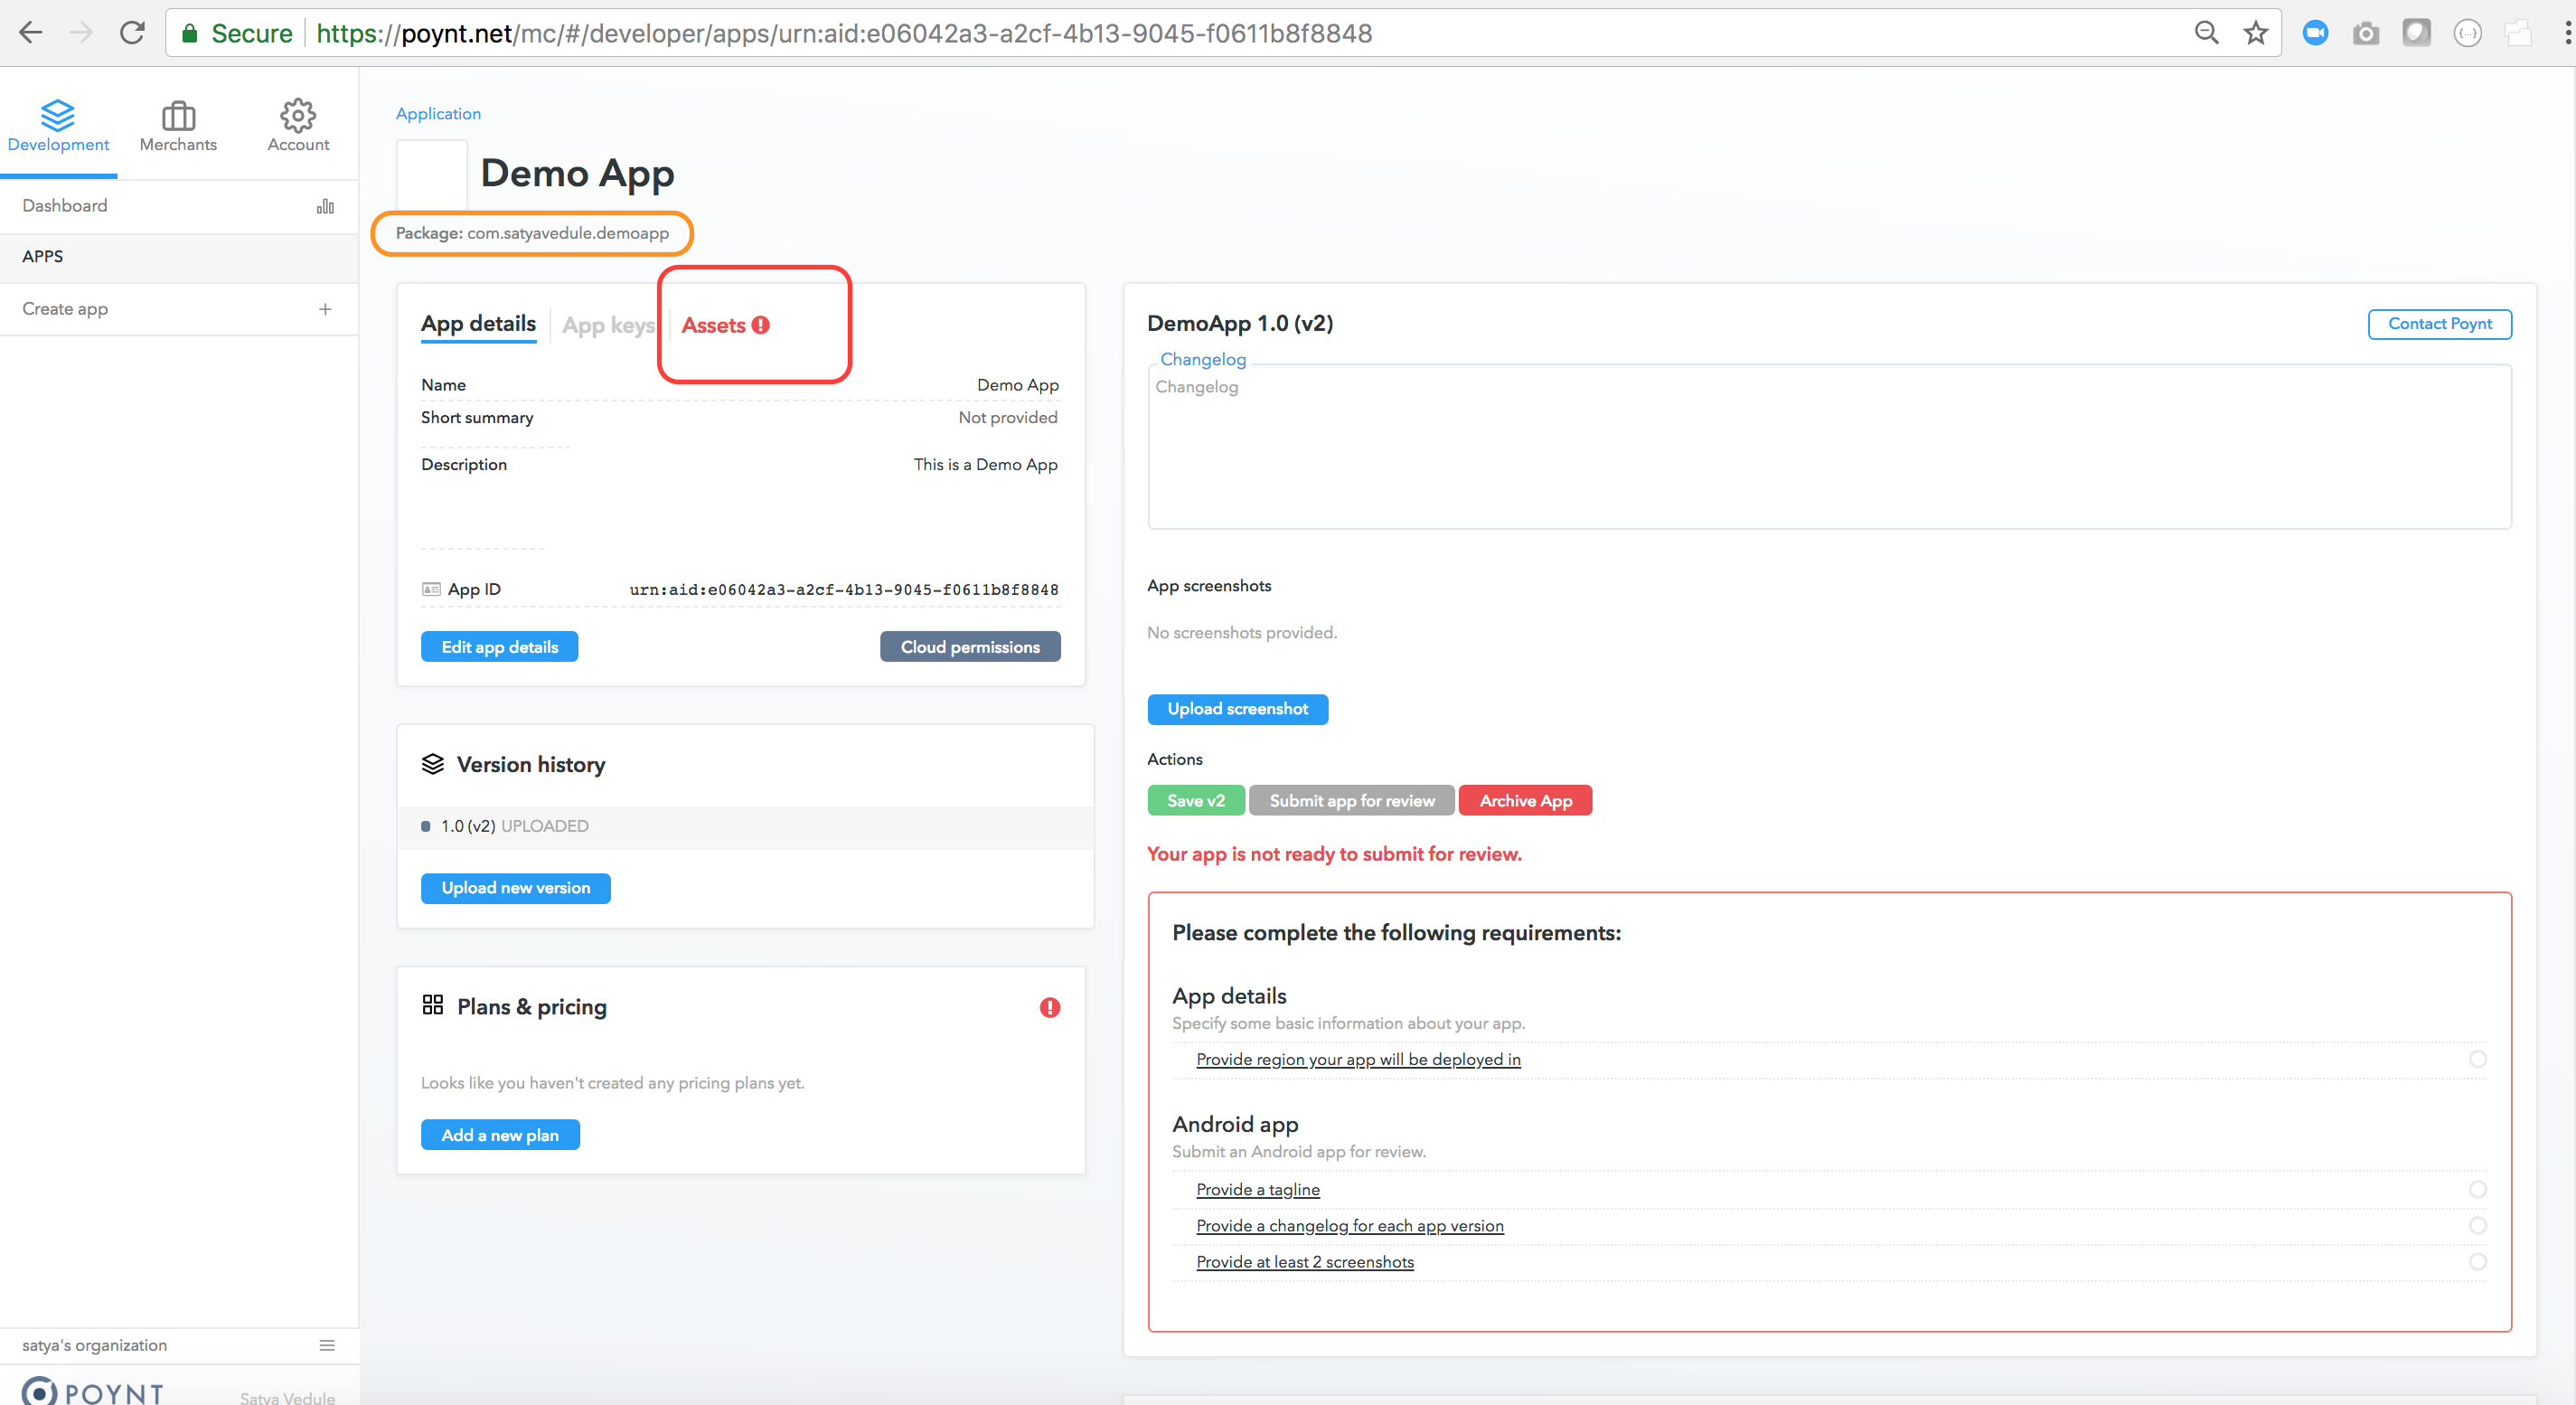 Secure https://poynt.net/mc/#/developer/apps/urn:aid:e06042a3-a2cf-4b13-9045-f0611b8f8848
Development Merchants Account
Dashboard
APPS
Create app +
Application
Demo App
Package: com.satyavedule.demoapp
App details App keys Assets
Name Demo App
Short summary Not provided
Description This is a Demo App
App ID urn:aid:e06042a3-a2cf-4b13-9045-f0611b8f8848
Edit app details Cloud permissions
Version history
1.0 (v2) UPLOADED
Upload new version
Plans & pricing
Looks like you haven't created any pricing plans yet.
Add a new plan
DemoApp 1.0 (v2)
Contact Poynt
Changelog
Changelog
App screenshots
No screenshots provided.
Upload screenshot
Actions
Save v2 Submit app for review Archive App
Your app is not ready to submit for review.
Please complete the following requirements:
App details
Specify some basic information about your app.
Provide region your app will be deployed in
Android app
Submit an Android app for review.
Provide a tagline
Provide a changelog for each app version
Provide at least 2 screenshots
satya's organization
POYNT Satya Vedule